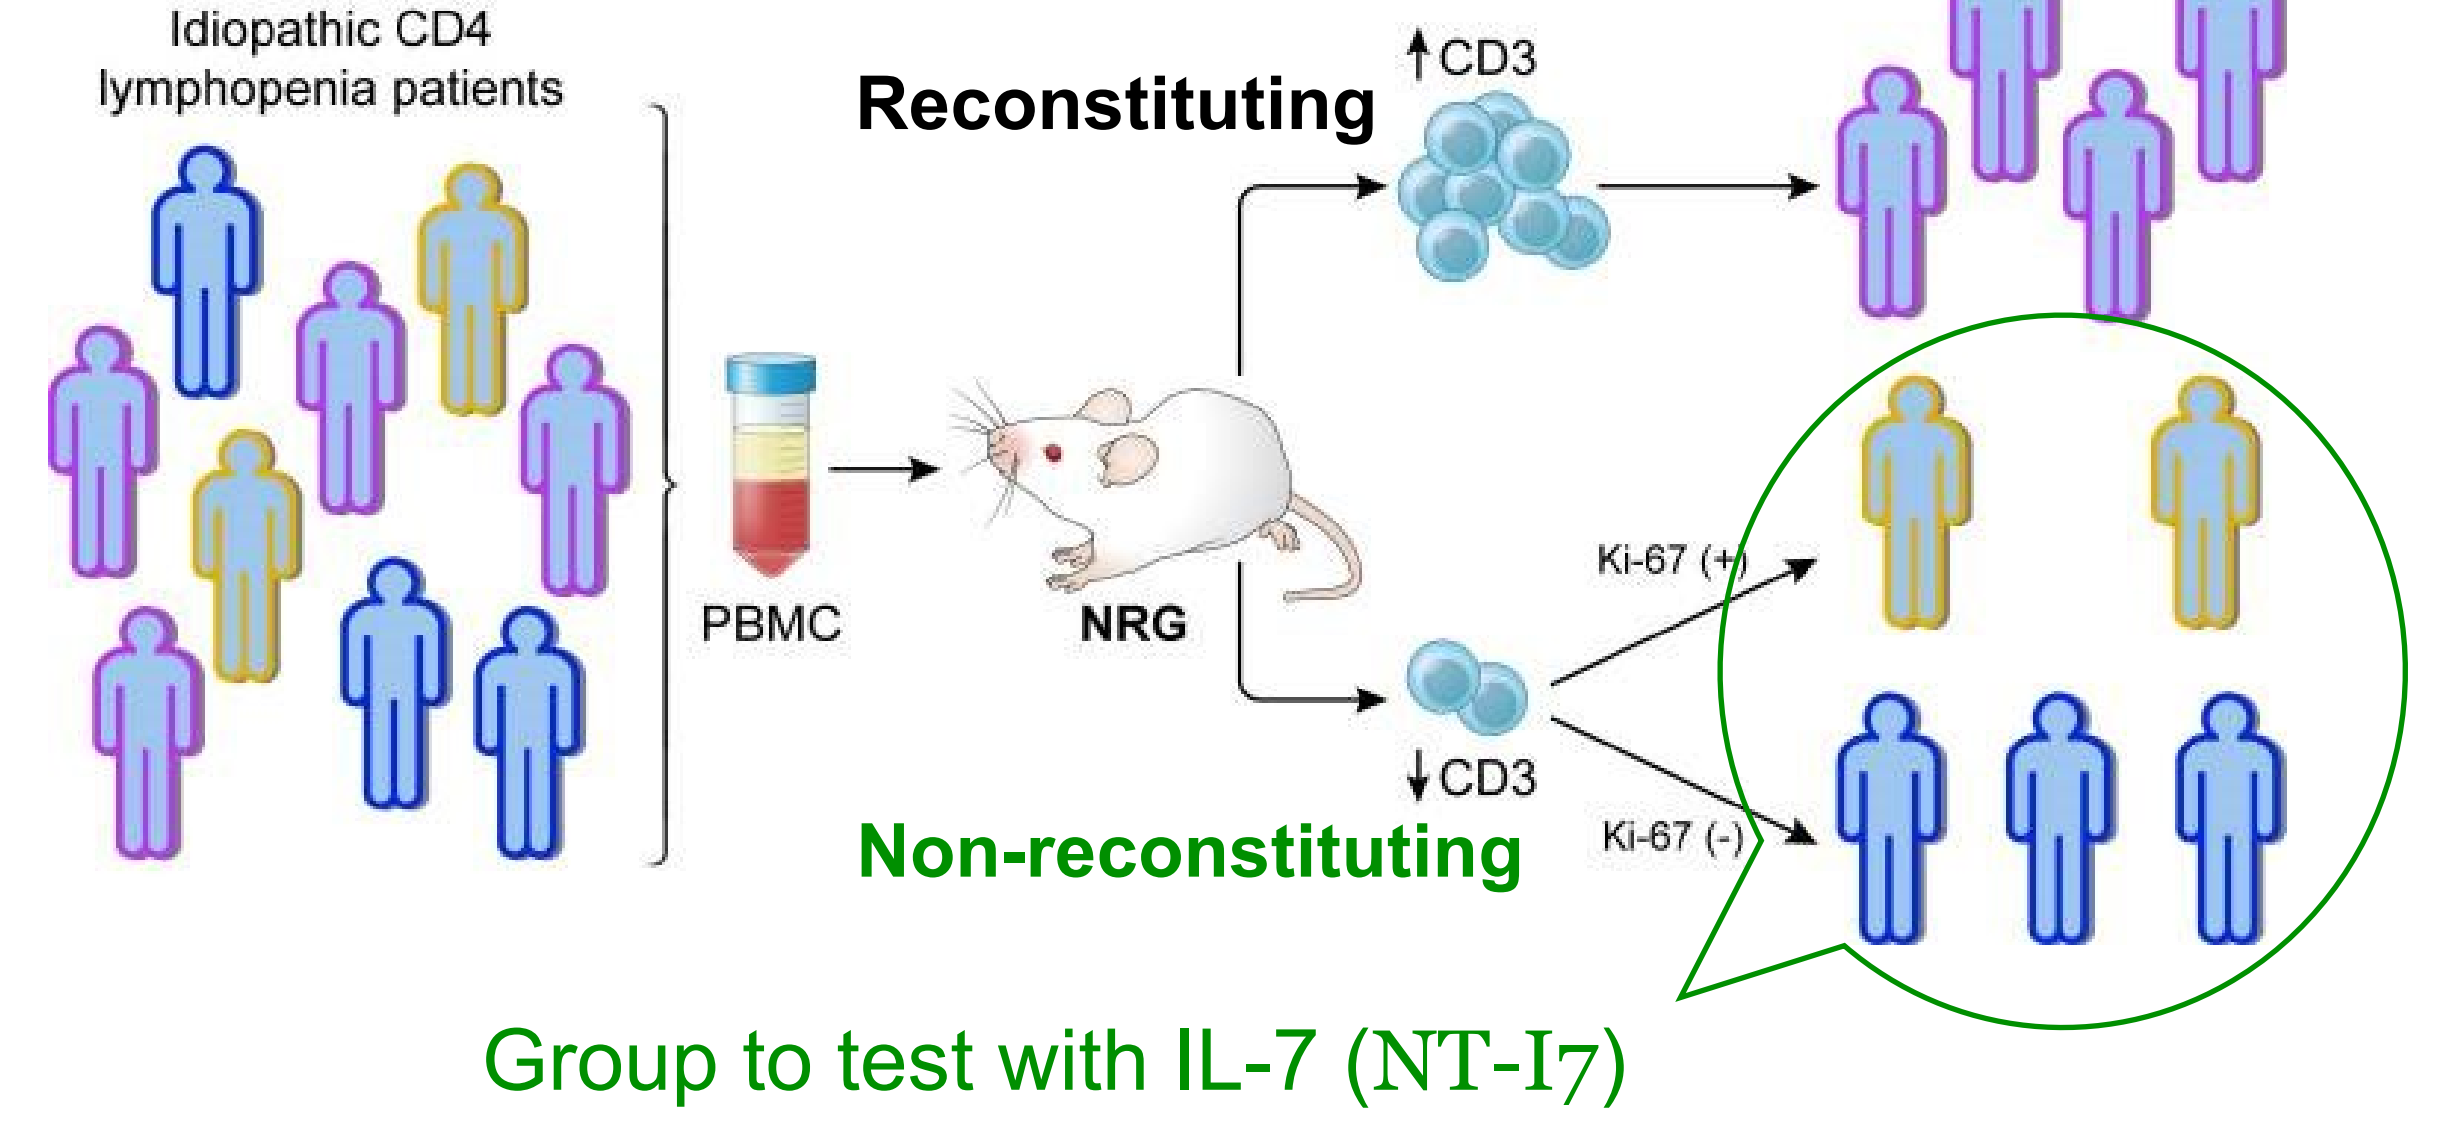 Idiopathic CD4
lymphopenia patients
Reconstituting
↑CD3
PBMC
NRG
Ki-67 (+)
↓CD3
Ki-67 (-)
Non-reconstituting
Group to test with IL-7 (NT-I7)